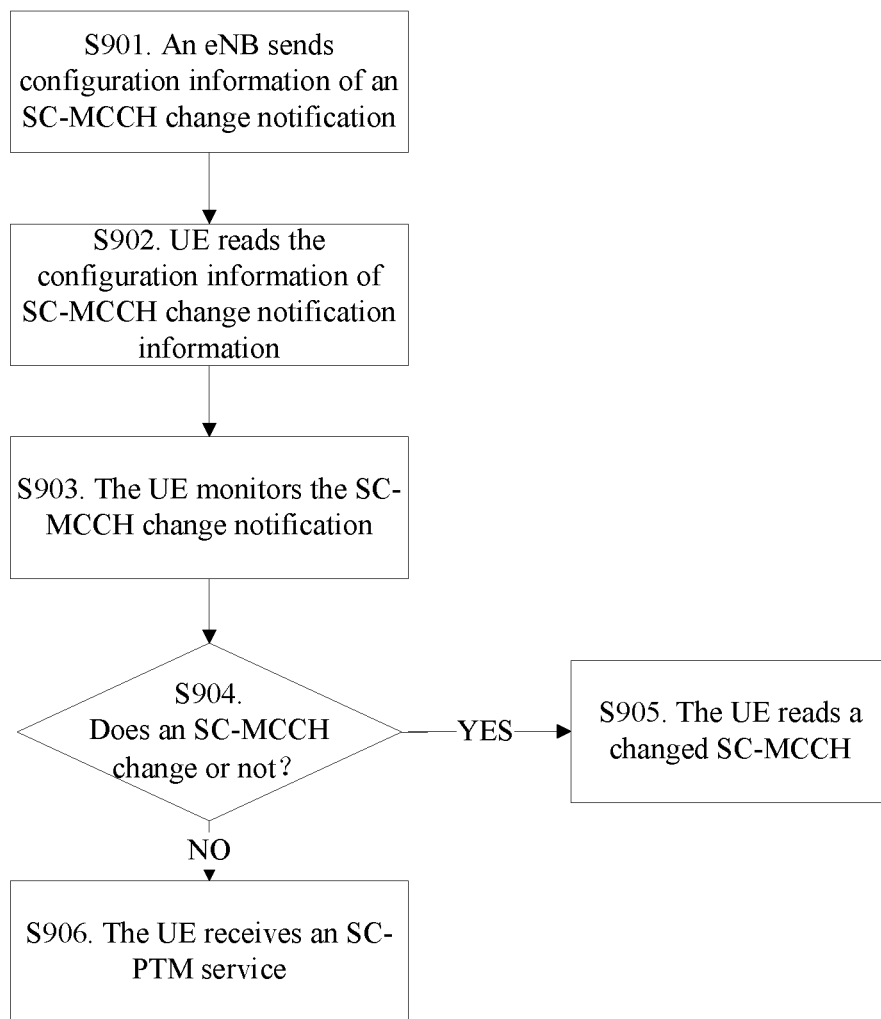 S901. An eNB sends
configuration information of an
SC-MCCH change notification
S902. UE reads the
configuration information of
SC-MCCH change notification
information
S903. The UE monitors the SC-
MCCH change notification
S904.
Does an SC-MCCH
change or not?
YES
S905. The UE reads a
changed SC-MCCH
NO
S906. The UE receives an SC-
PTM service